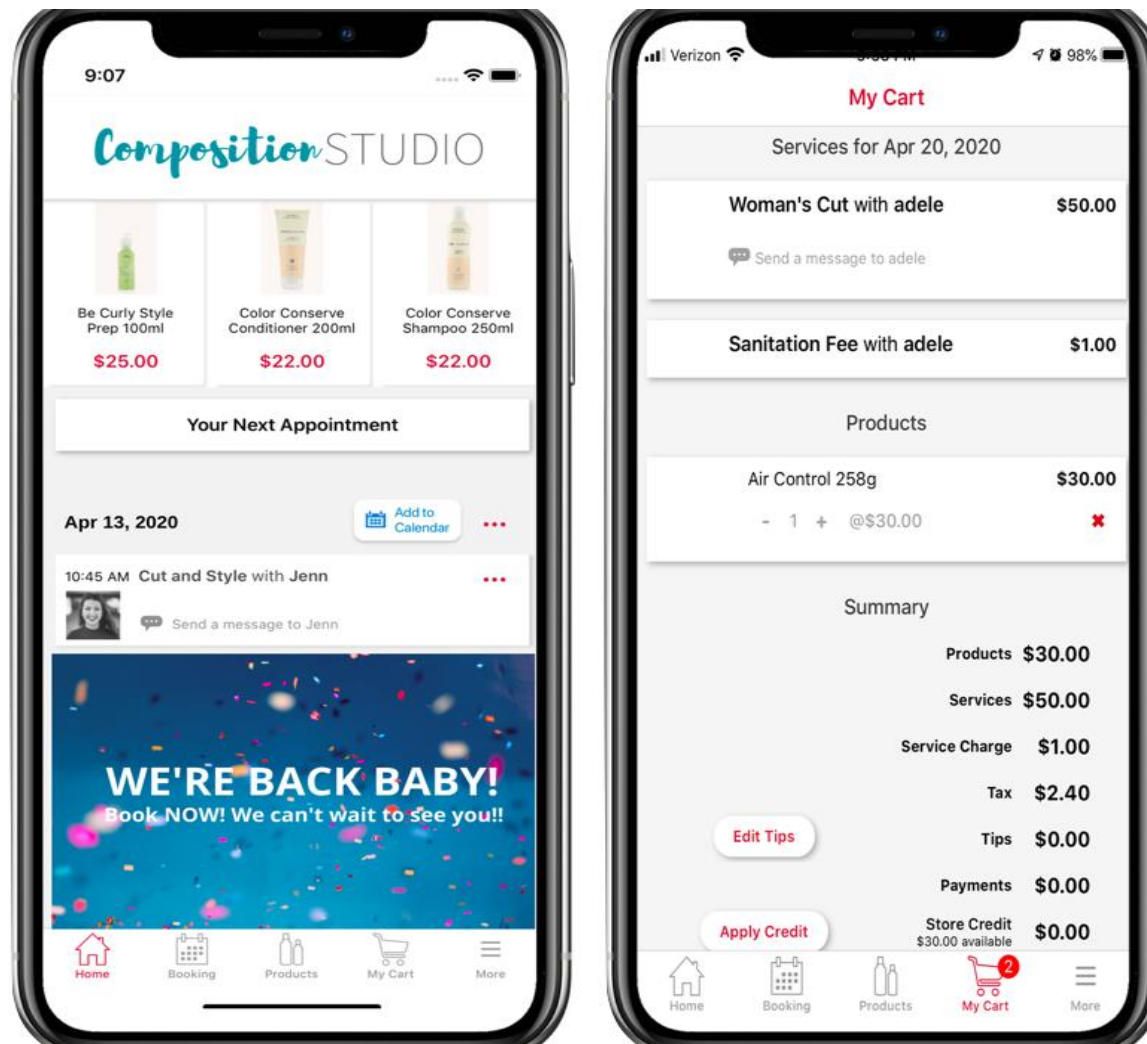 9:07
Composition STUDIO
Be Curly Style
Prep 100ml
$25.00
Color Conserve
Conditioner 200ml
$22.00
Color Conserve
Shampoo 250ml
$22.00
Your Next Appointment
Apr 13, 2020
Add to
Calendar
10:45 AM Cut and Style with Jenn
Send a message to Jenn
WE'RE BACK BABY!
Book NOW! We can't wait to see you!!
Home
Booking
Products
My Cart
More
Verizon
98%
My Cart
Services for Apr 20, 2020
Woman's Cut with adele $50.00
Send a message to adele
Sanitation Fee with adele $1.00
Products
Air Control 258g $30.00
- 1 + @$30.00
Summary
Products $30.00
Services $50.00
Service Charge $1.00
Tax $2.40
Edit Tips
Tips $0.00
Payments $0.00
Apply Credit
Store Credit $0.00
$30.00 available
Home
Booking
Products
2
My Cart
More